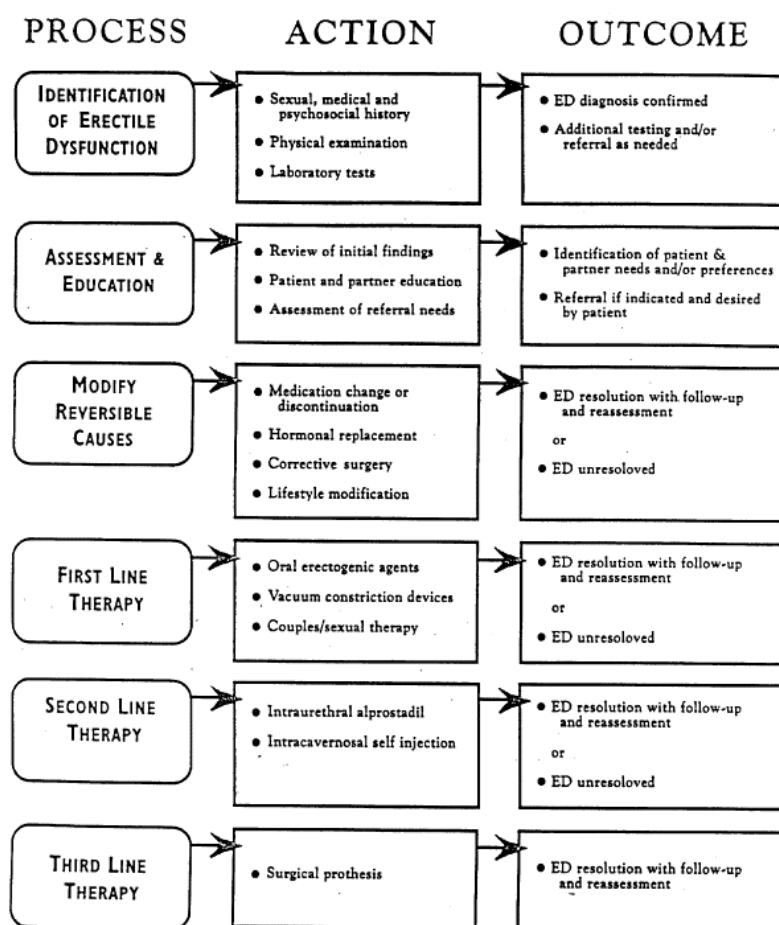 PROCESS
ACTION
OUTCOME
IDENTIFICATION
OF ERECTILE
DYSFUNCTION
• Sexual, medical and
psychosocial history
• Physical examination
• Laboratory tests
• ED diagnosis confirmed
• Additional testing and/or
referral as needed
ASSESSMENT &
EDUCATION
• Review of initial findings
• Patient and partner education
• Assessment of referral needs
• Identification of patient &
partner needs and/or preferences
• Referral if indicated and desired
by patient
MODIFY
REVERSIBLE
CAUSES
• Medication change or
discontinuation
• Hormonal replacement
• Corrective surgery
• Lifestyle modification
• ED resolution with follow-up
and reassessment
or
• ED unresoloved
FIRST LINE
THERAPY
• Oral erectogenic agents
• Vacuum constriction devices
• Couples/sexual therapy
• ED resolution with follow-up
and reassessment
or
• ED unresoloved
SECOND LINE
THERAPY
• Intraurethral alprostadil
• Intracavernosal self injection
• ED resolution with follow-up
and reassessment
or
• ED unresoloved
THIRD LINE
THERAPY
• Surgical prothesis
• ED resolution with follow-up
and reassessment